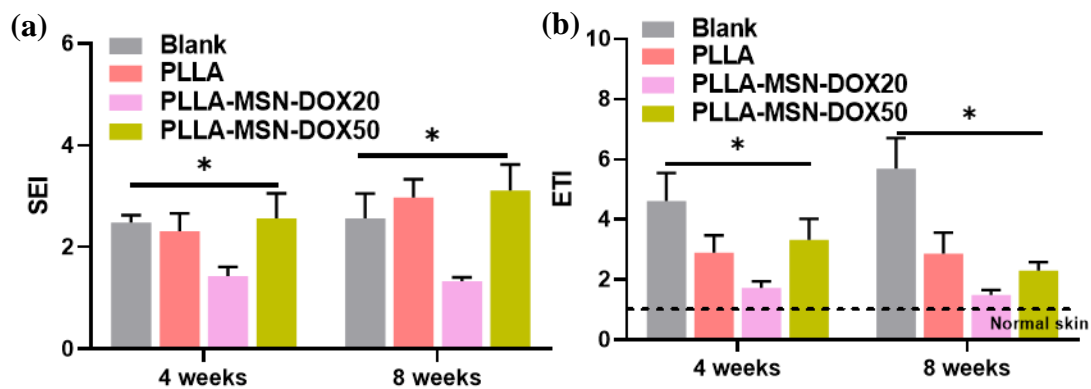 (a)
6
4
2
0
SEI
Blank
PLLA
PLLA-MSN-DOX20
PLLA-MSN-DOX50
*
*
4 weeks
8 weeks
(b)
10
8
6
4
2
0
ETI
Blank
PLLA
PLLA-MSN-DOX20
PLLA-MSN-DOX50
*
*
Normal skin
4 weeks
8 weeks